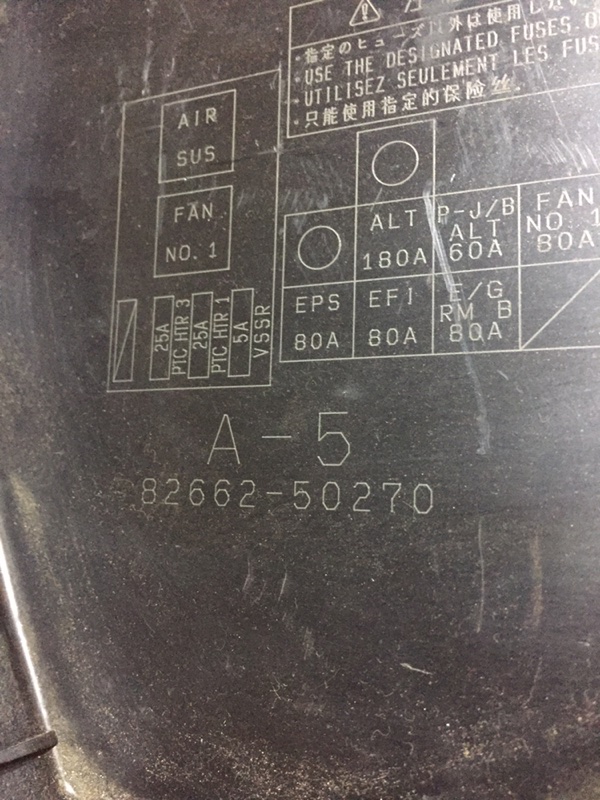 ・指定のヒューズ以外は使用しない
・USE THE DESIGNATED FUSES.
・UTILISEZ SEULEMENT LES FUS
・只能使用指定的保险丝.
AIR
SUS
FAN
NO. 1
25A
PTC HTR 3
25A
PTC HTR 1
5A
VSSR
ALT
180A
P-J/B
ALT
60A
FAN
NO. 1
80A
EPS
80A
EFI
80A
E/G
RM B
80A
A-5
82662-50270